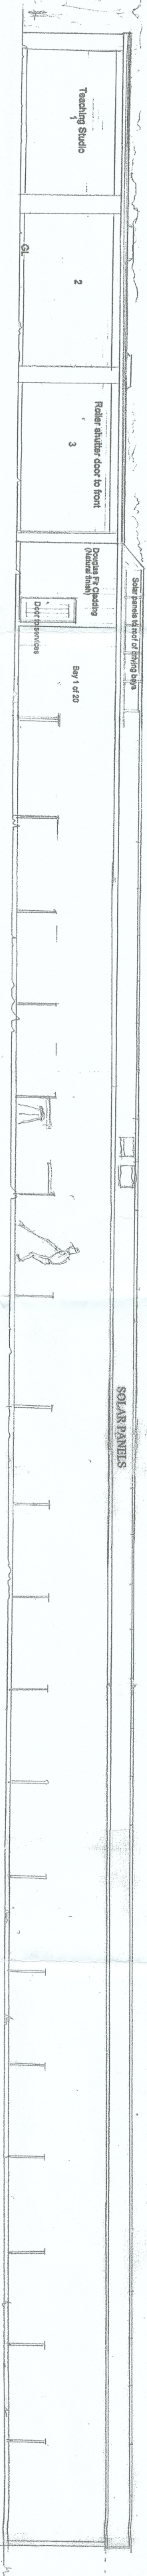 Solar panels to roof of driving bays
SOLAR PANELS
Teaching Studio
1
2
Roller shutter door to front
3
Douglas Fir Cladding
(Natural finish)
Bay 1 of 20
Door to services
GL